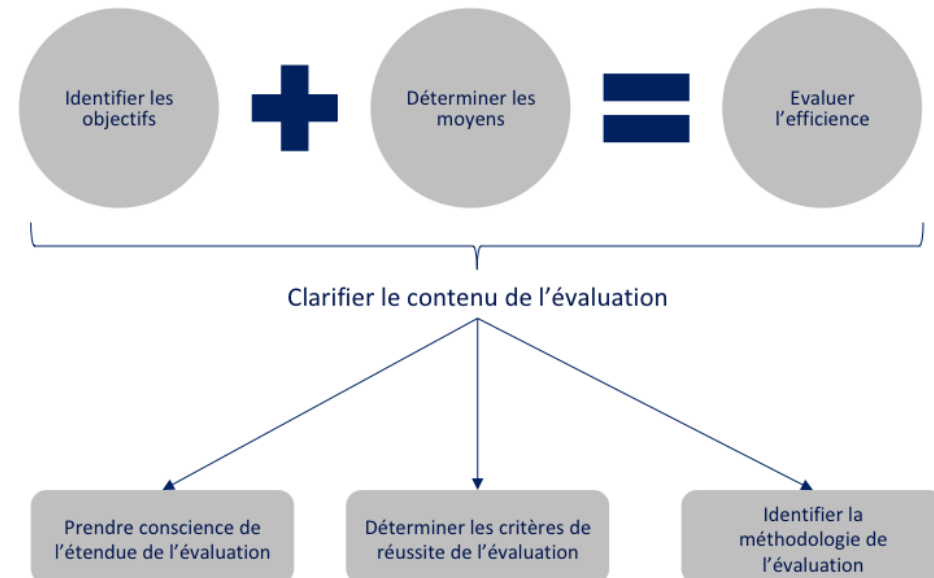 Identifier les
objectifs
Déterminer les
moyens
Evaluer
l’efficience
Clarifier le contenu de l’évaluation
Prendre conscience de
l’étendue de l’évaluation
Déterminer les critères de
réussite de l’évaluation
Identifier la
méthodologie de
l’évaluation